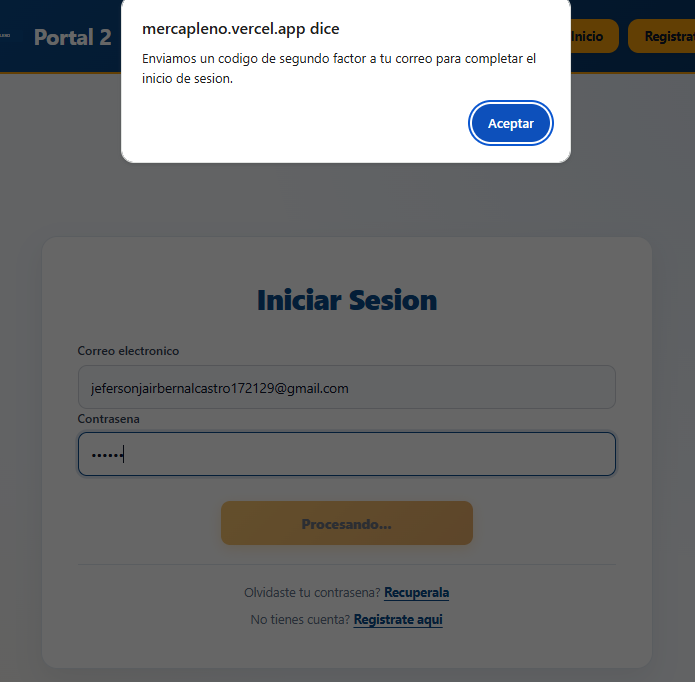 mercapleno.vercel.app dice
Enviamos un codigo de segundo factor a tu correo para completar el
inicio de sesion.
Aceptar
Portal 2
Inicio
Registrat
Iniciar Sesion
Correo electronico
jefersonjairbernalcastro172129@gmail.com
Contrasena
••••••
Procesando...
Olvidaste tu contrasena? Recuperala
No tienes cuenta? Registrate aqui